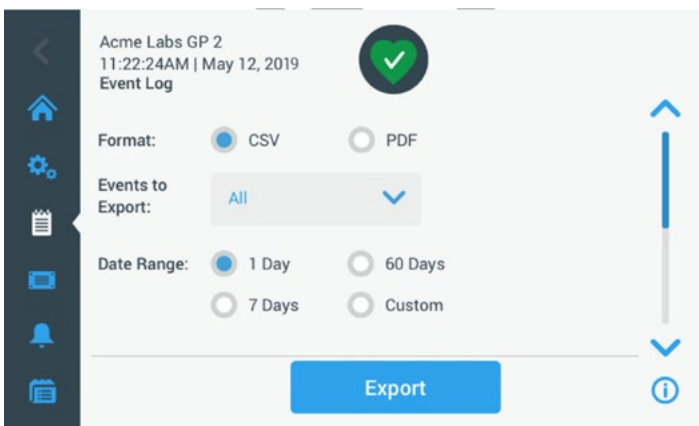 Acme Labs GP 2
11:22:24AM | May 12, 2019
Event Log
Format: CSV PDF
Events to
Export: All
Date Range: 1 Day 60 Days
7 Days Custom
Export